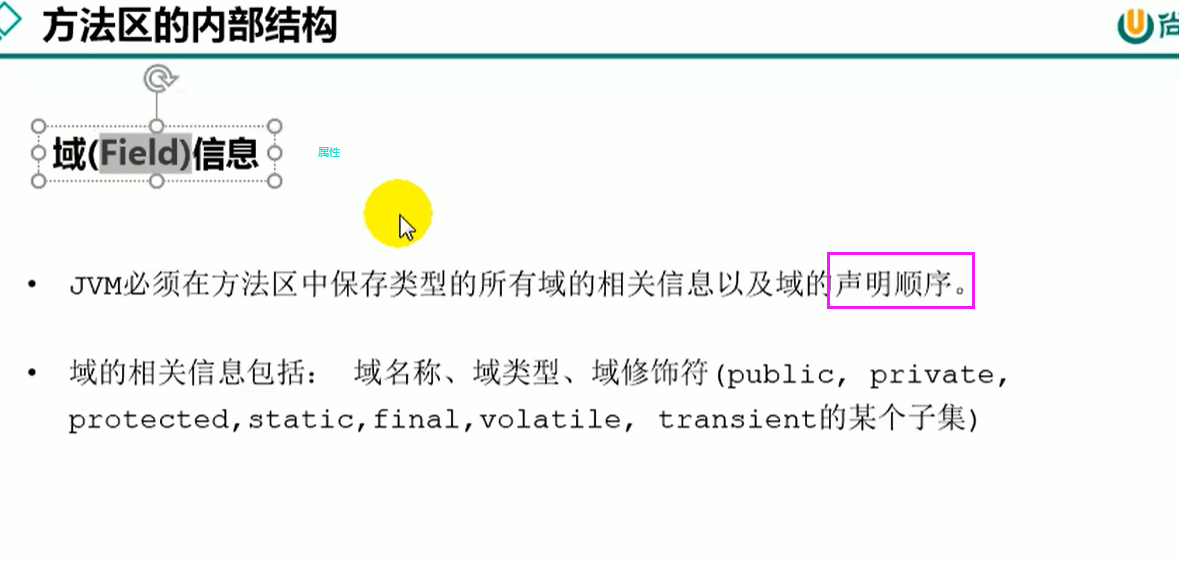 方法区的内部结构
尚
域(Field)信息
属性
• JVM必须在方法区中保存类型的所有域的相关信息以及域的声明顺序。
• 域的相关信息包括： 域名称、域类型、域修饰符(public, private,
protected,static,final,volatile, transient的某个子集)